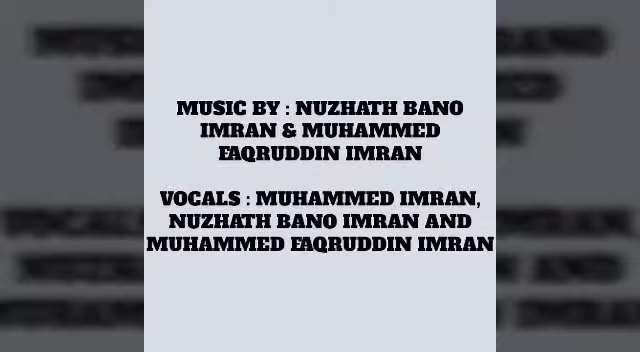 MUSIC BY : NUZHATH BANO
IMRAN & MUHAMMED
FAQRUDDIN IMRAN
VOCALS : MUHAMMED IMRAN,
NUZHATH BANO IMRAN AND
MUHAMMED FAQRUDDIN IMRAN